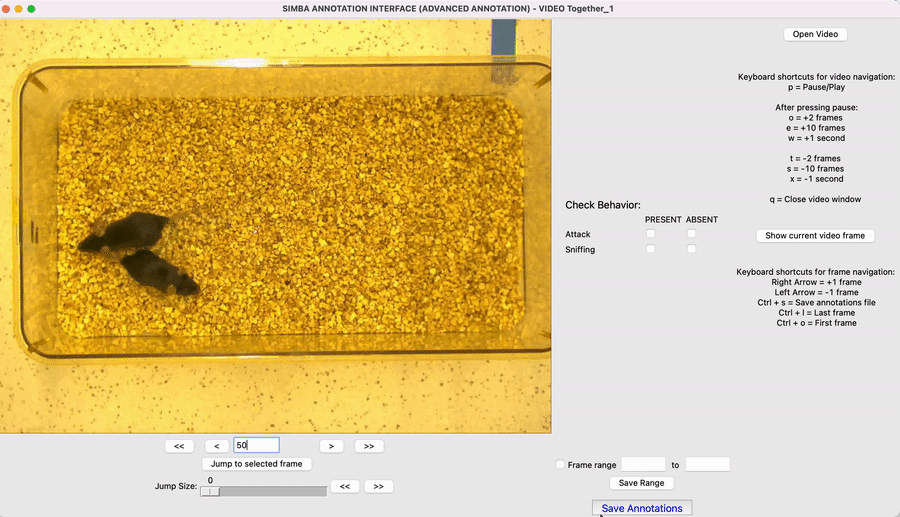 SIMBA ANNOTATION INTERFACE (ADVANCED ANNOTATION) - VIDEO Together_1
Open Video
Keyboard shortcuts for video navigation:
p = Pause/Play
After pressing pause:
o = +2 frames
e = +10 frames
w = +1 second
t = -2 frames
s = -10 frames
x = -1 second
q = Close video window
Check Behavior:
PRESENT ABSENT
Attack
Sniffing
Show current video frame
Keyboard shortcuts for frame navigation:
Right Arrow = +1 frame
Left Arrow = -1 frame
Ctrl + s = Save annotations file
Ctrl + l = Last frame
Ctrl + o = First frame
<< < 50 > >>
Jump to selected frame
Jump Size: 0 << >>
Frame range to
Save Range
Save Annotations